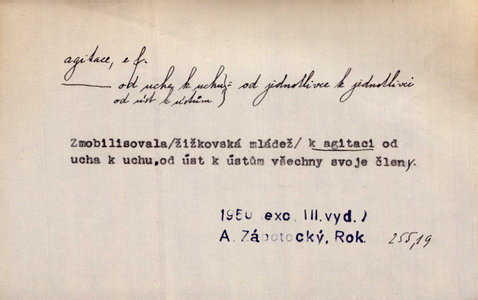 agitace, e f.
od ucha k uchu } = od jednotlivce k jednotlivci
od úst k ústům
Zmobilisovala/žižkovská mládež/ k agitaci od
ucha k uchu,od úst k ústům všechny svoje členy.
1950 (exc. III.vyd.)
A. Zápotocký, Rok. 255,19